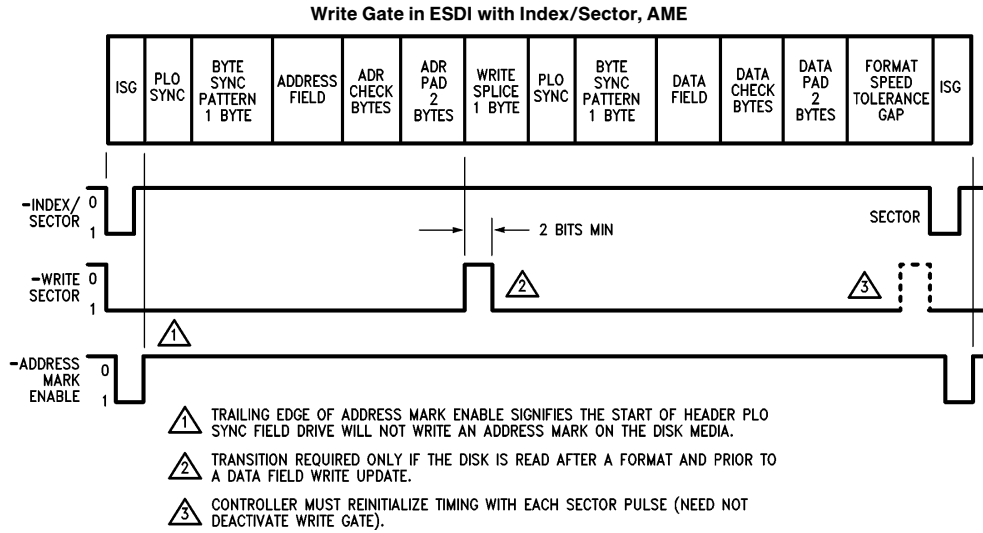 Write Gate in ESDI with Index/Sector, AME
ISG
PLO
SYNC
BYTE
SYNC
PATTERN
1 BYTE
ADDRESS
FIELD
ADR
CHECK
BYTES
ADR
PAD
2
BYTES
WRITE
SPLICE
1 BYTE
PLO
SYNC
BYTE
SYNC
PATTERN
1 BYTE
DATA
FIELD
DATA
CHECK
BYTES
DATA
PAD
2
BYTES
FORMAT
SPEED
TOLERANCE
GAP
ISG
−INDEX/
SECTOR
0
1
2 BITS MIN
SECTOR
−WRITE
SECTOR
0
1
2
3
1
−ADDRESS
MARK
ENABLE
0
1
1 TRAILING EDGE OF ADDRESS MARK ENABLE SIGNIFIES THE START OF HEADER PLO
SYNC FIELD DRIVE WILL NOT WRITE AN ADDRESS MARK ON THE DISK MEDIA.
2 TRANSITION REQUIRED ONLY IF THE DISK IS READ AFTER A FORMAT AND PRIOR TO
A DATA FIELD WRITE UPDATE.
3 CONTROLLER MUST REINITIALIZE TIMING WITH EACH SECTOR PULSE (NEED NOT
DEACTIVATE WRITE GATE).